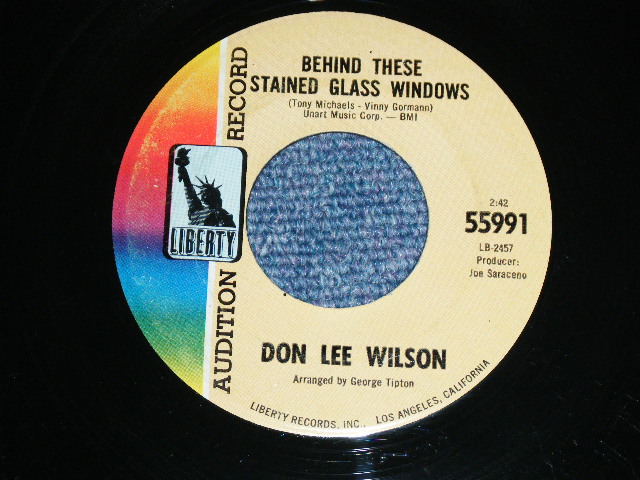 BEHIND THESE
STAINED GLASS WINDOWS
(Tony Michaels - Vinny Gormann)
Unart Music Corp. — BMI
AUDITION RECORD
LIBERTY
2:42
55991
LB-2457
Producer:
Joe Saraceno
DON LEE WILSON
Arranged by George Tipton
LIBERTY RECORDS, INC., LOS ANGELES, CALIFORNIA